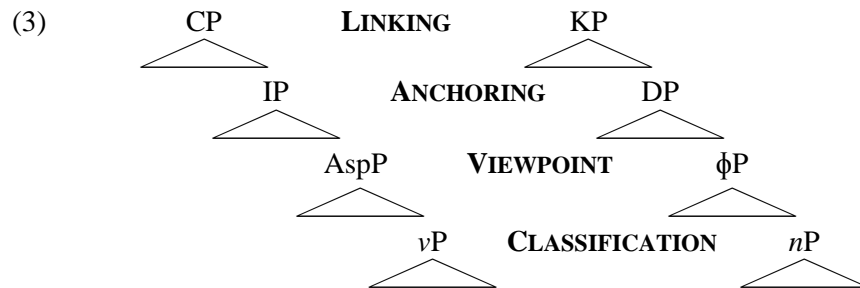 (3) CP LINKING KP
IP ANCHORING DP
AspP VIEWPOINT ϕP
vP CLASSIFICATION nP